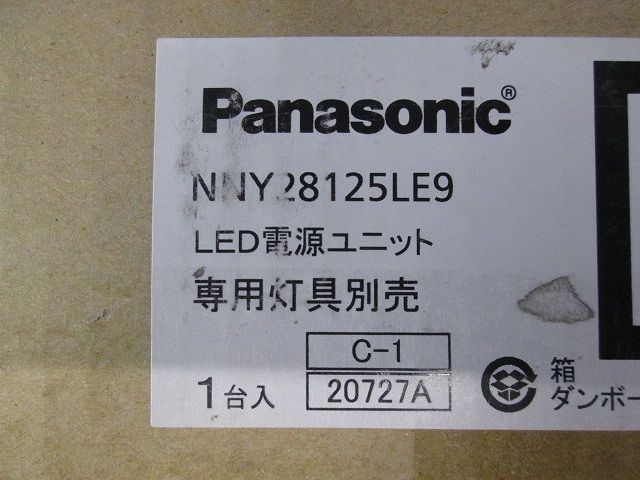 Panasonic®
NNY28125LE9
LED電源ユニット
専用灯具別売
C-1
1台入
20727A
箱
ダンボー